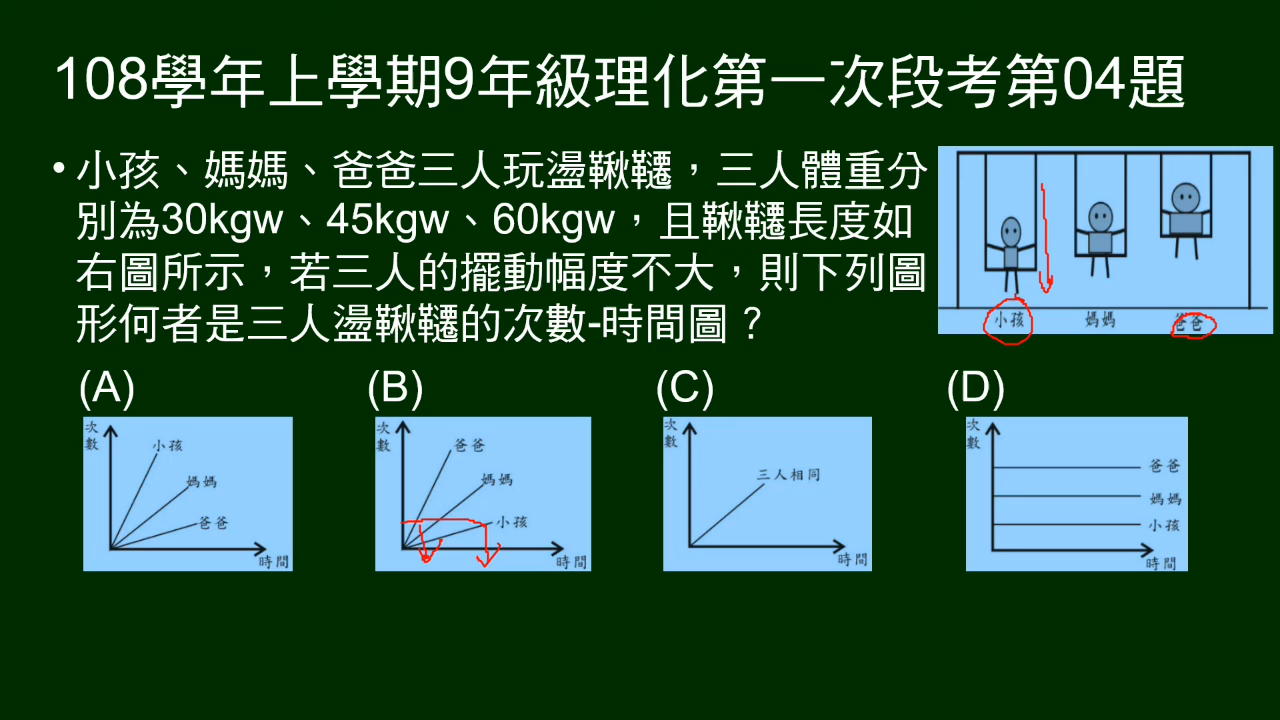 108學年上學期9年級理化第一次段考第04題
•小孩、媽媽、爸爸三人玩盪鞦韆，三人體重分
別為30kgw、45kgw、60kgw，且鞦韆長度如
右圖所示，若三人的擺動幅度不大，則下列圖
形何者是三人盪鞦韆的次數-時間圖？
小孩 媽媽 爸爸
(A) (B) (C) (D)
次數
小孩
媽媽
爸爸
時間
次數
爸爸
媽媽
小孩
時間
次數
三人相同
時間
次數
爸爸
媽媽
小孩
時間